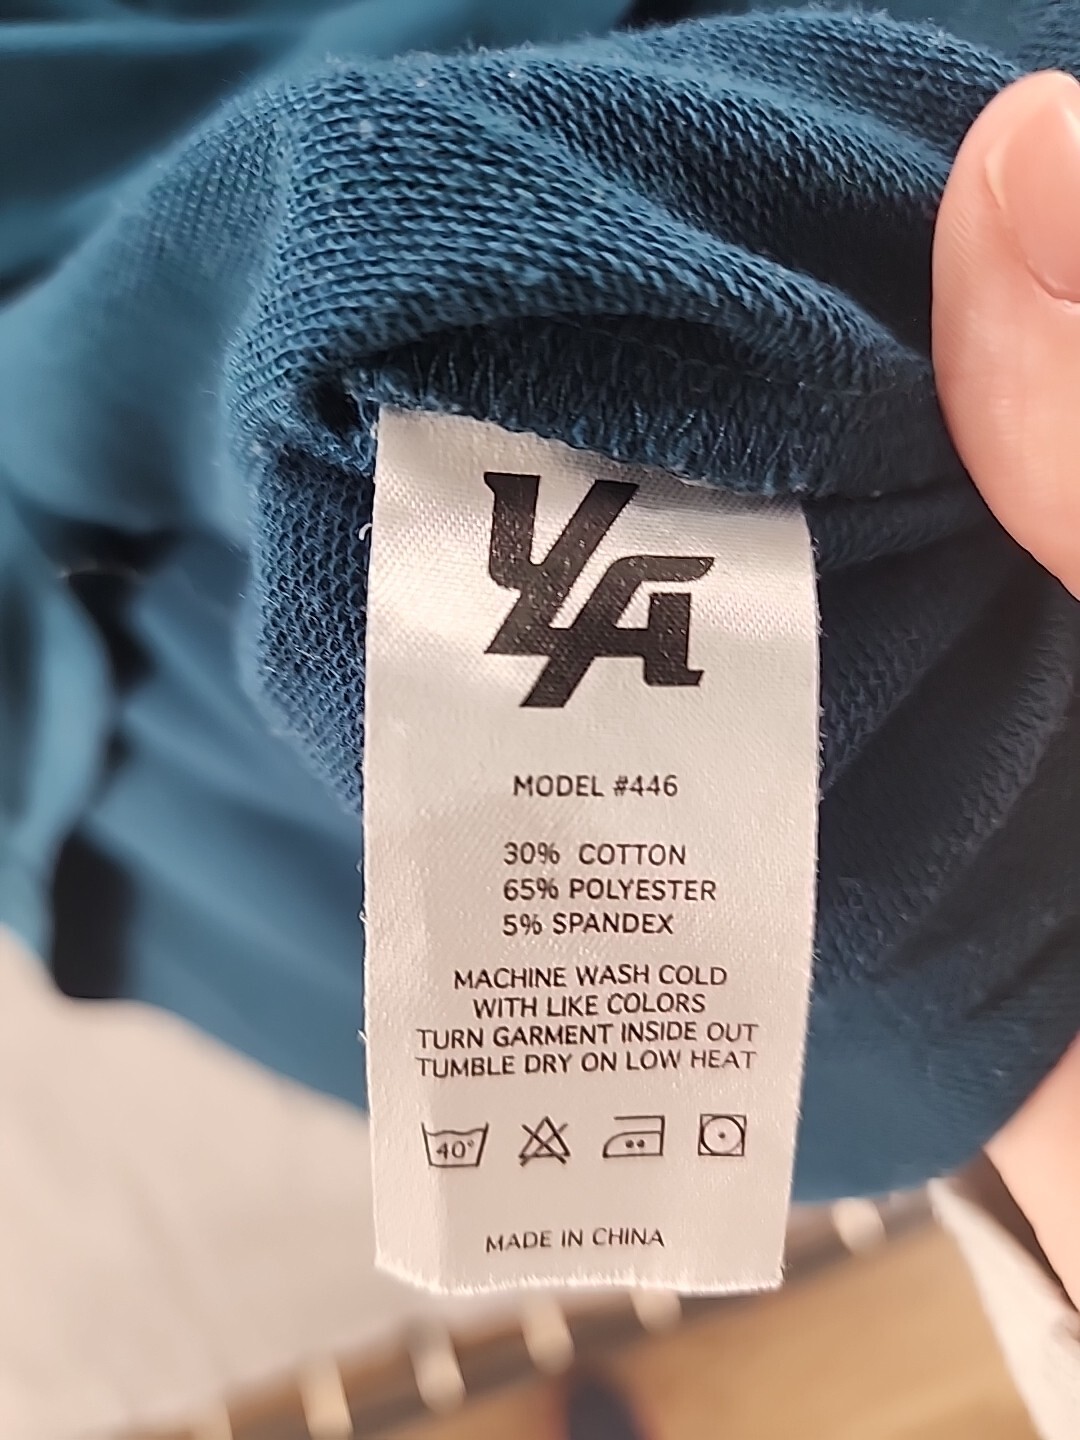 YA
MODEL #446
30% COTTON
65% POLYESTER
5% SPANDEX
MACHINE WASH COLD
WITH LIKE COLORS
TURN GARMENT INSIDE OUT
TUMBLE DRY ON LOW HEAT
40°
MADE IN CHINA